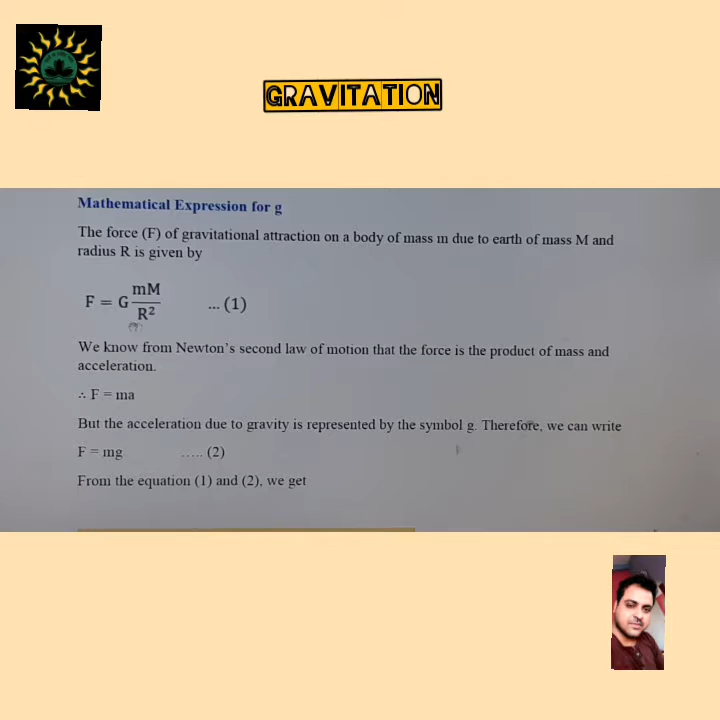 GRAVITATION
Mathematical Expression for g
The force (F) of gravitational attraction on a body of mass m due to earth of mass M and
radius R is given by
F = G mM/R² ... (1)
We know from Newton's second law of motion that the force is the product of mass and
acceleration.
∴ F = ma
But the acceleration due to gravity is represented by the symbol g. Therefore, we can write
F = mg ..... (2)
From the equation (1) and (2), we get